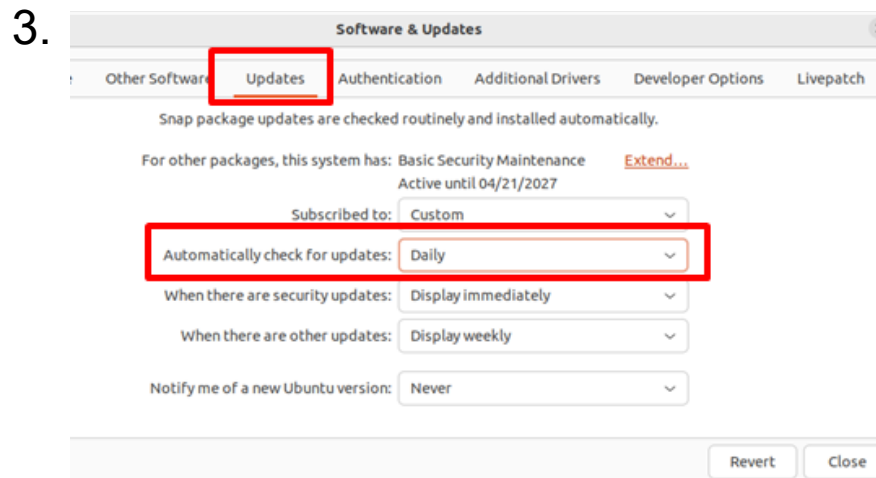 3.
Software & Updates
Other Software Updates Authentication Additional Drivers Developer Options Livepatch
Snap package updates are checked routinely and installed automatically.
For other packages, this system has: Basic Security Maintenance Extend...
Active until 04/21/2027
Subscribed to: Custom
Automatically check for updates: Daily
When there are security updates: Display immediately
When there are other updates: Display weekly
Notify me of a new Ubuntu version: Never
Revert Close